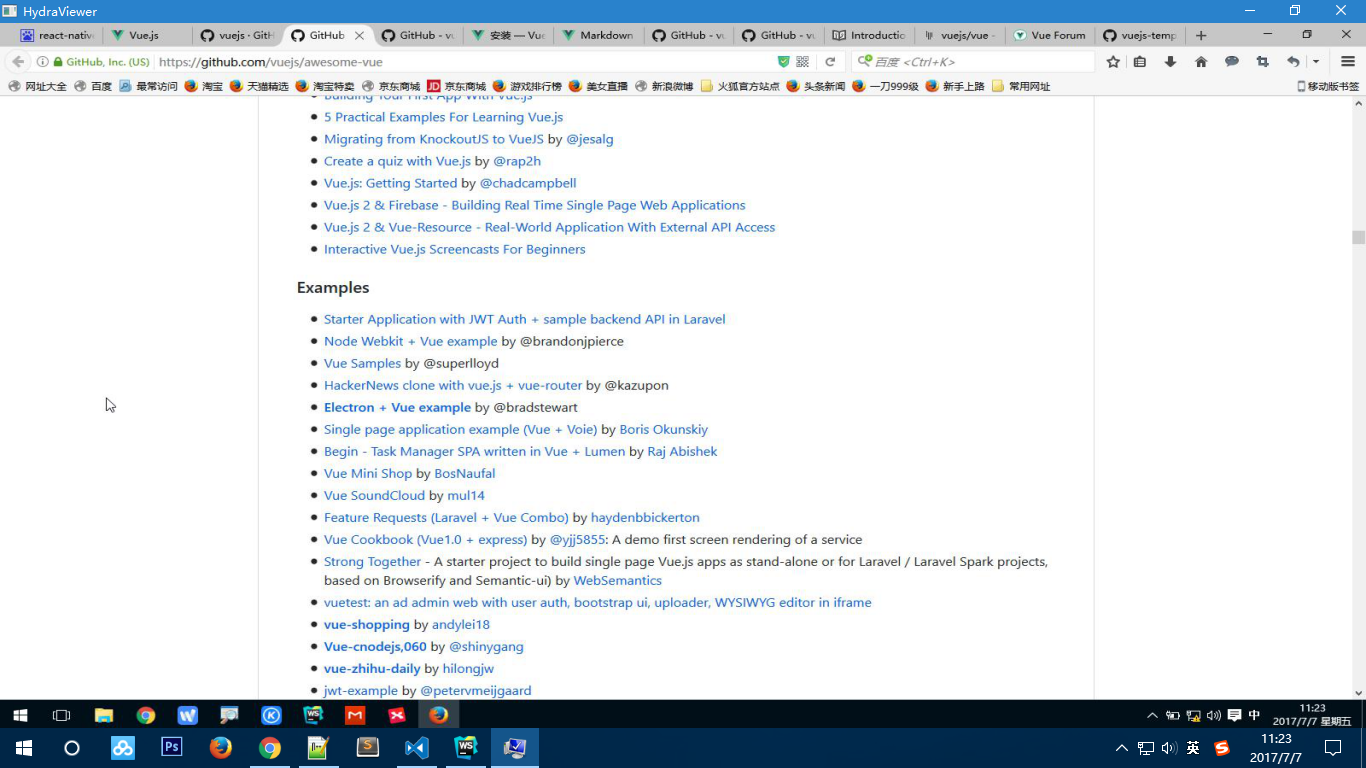 HydraViewer
react-nativ
Vue.js
vuejs · GitH
GitHub
GitHub - vu
安装 — Vue
Markdown
GitHub - vu
GitHub - vu
Introductio
vuejs/vue -
Vue Forum
vuejs-temp
GitHub, Inc. (US)
https://github.com/vuejs/awesome-vue
百度 <Ctrl+K>
网址大全
百度
最常访问
淘宝
天猫精选
淘宝特卖
京东商城
JD
京东商城
游戏排行榜
美女直播
新浪微博
火狐官方站点
头条新闻
一刀999级
新手上路
常用网址
移动版书签
Building Your First App With Vue.js
5 Practical Examples For Learning Vue.js
Migrating from KnockoutJS to VueJS by @jesalg
Create a quiz with Vue.js by @rap2h
Vue.js: Getting Started by @chadcampbell
Vue.js 2 & Firebase - Building Real Time Single Page Web Applications
Vue.js 2 & Vue-Resource - Real-World Application With External API Access
Interactive Vue.js Screencasts For Beginners
Examples
Starter Application with JWT Auth + sample backend API in Laravel
Node Webkit + Vue example by @brandonjpierce
Vue Samples by @superlloyd
HackerNews clone with vue.js + vue-router by @kazupon
Electron + Vue example by @bradstewart
Single page application example (Vue + Voie) by Boris Okunskiy
Begin - Task Manager SPA written in Vue + Lumen by Raj Abishek
Vue Mini Shop by BosNaufal
Vue SoundCloud by mul14
Feature Requests (Laravel + Vue Combo) by haydenbbickerton
Vue Cookbook (Vue1.0 + express) by @yjj5855: A demo first screen rendering of a service
Strong Together - A starter project to build single page Vue.js apps as stand-alone or for Laravel / Laravel Spark projects,
based on Browserify and Semantic-ui) by WebSemantics
vuetest: an ad admin web with user auth, bootstrap ui, uploader, WYSIWYG editor in iframe
vue-shopping by andylei18
Vue-cnodejs,060 by @shinygang
vue-zhihu-daily by hilongjw
jwt-example by @petervmeijgaard
W
K
WS
中
11:23
2017/7/7 星期五
Ps
S
WS
英
S
11:23
2017/7/7